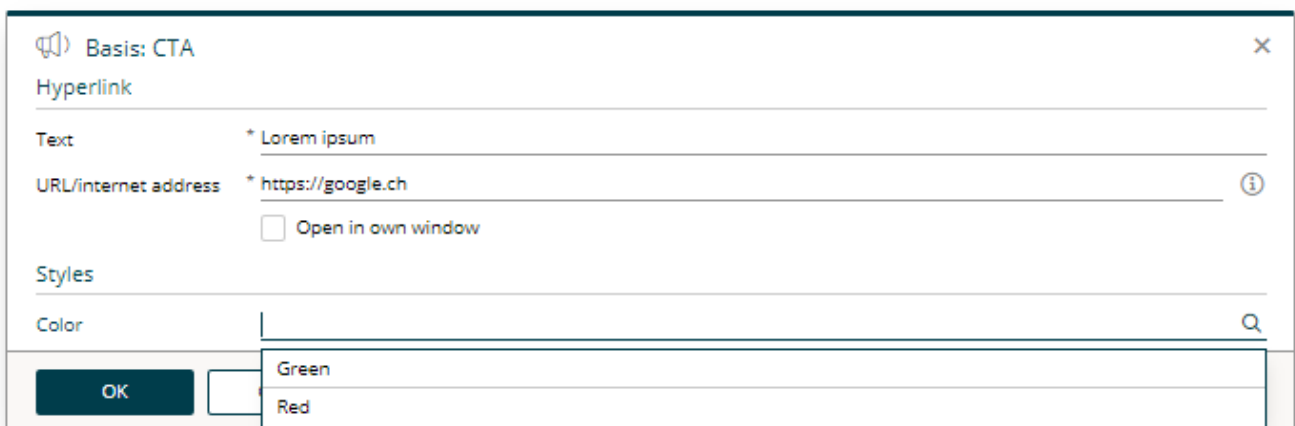 Basis: CTA
Hyperlink
Text * Lorem ipsum
URL/internet address * https://google.ch
Open in own window
Styles
Color
Green
OK
Red